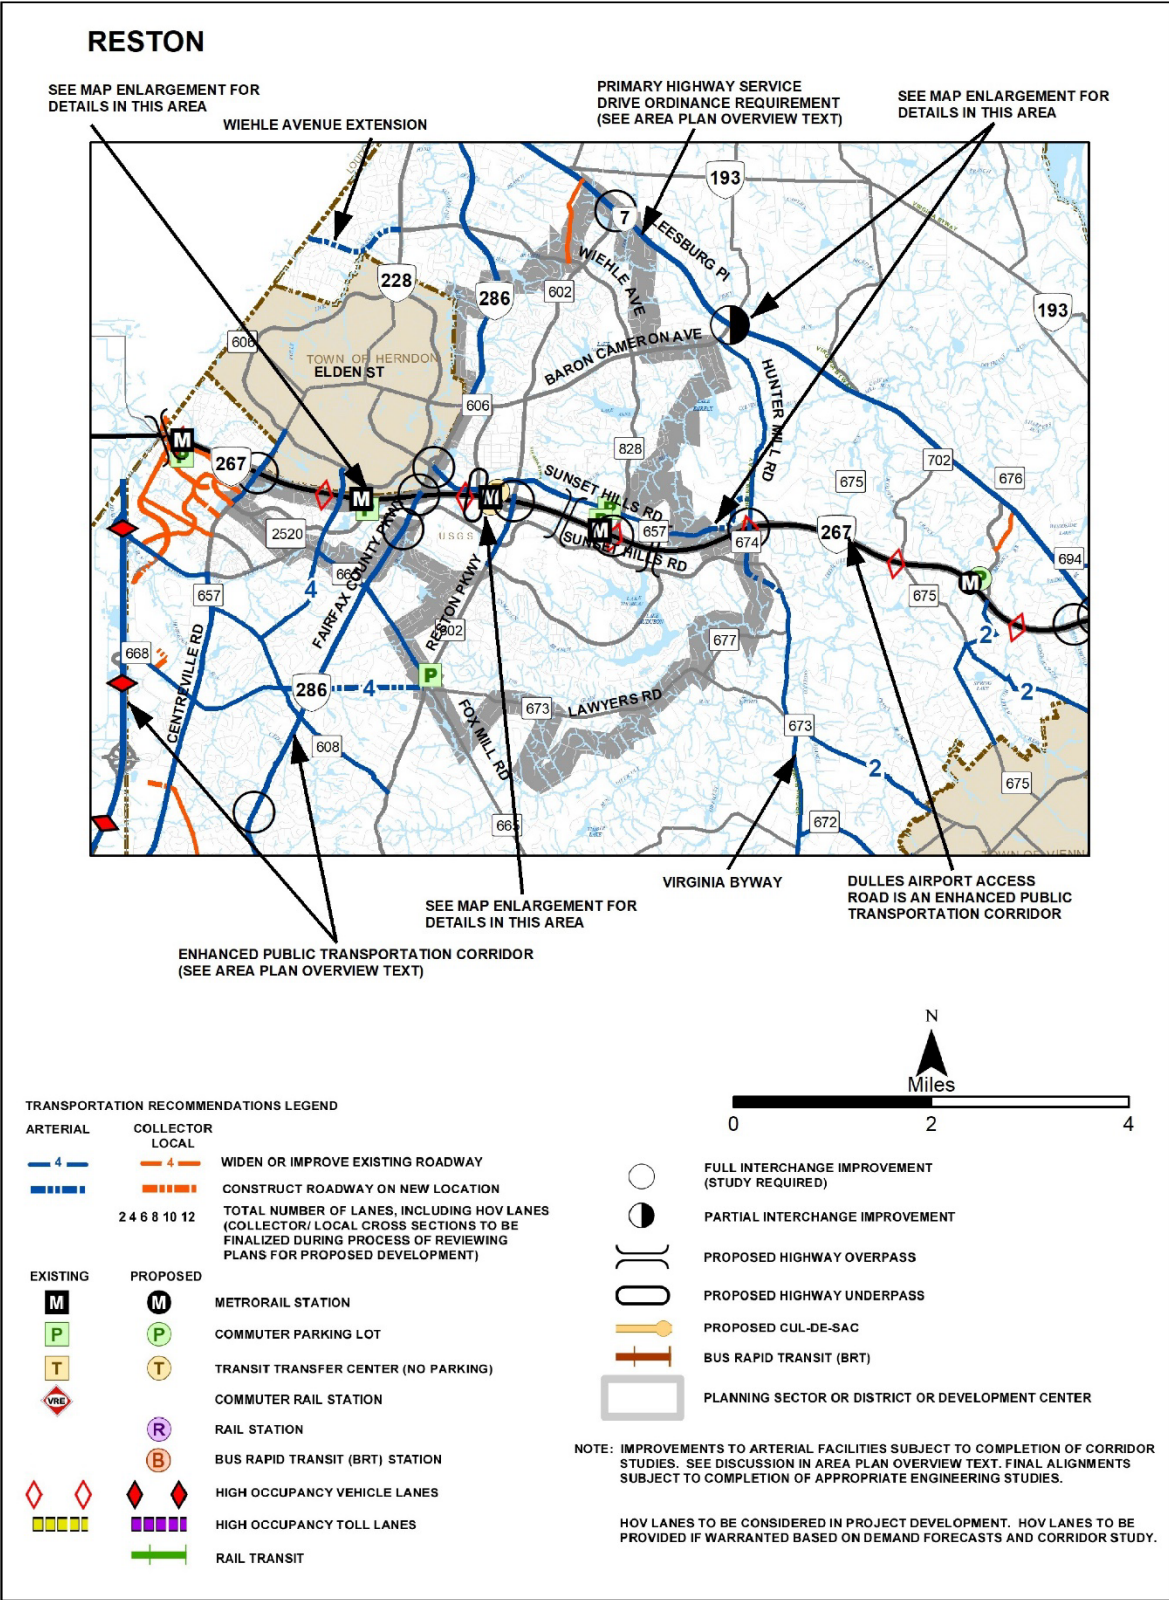 RESTON
SEE MAP ENLARGEMENT FOR
DETAILS IN THIS AREA
WIEHLE AVENUE EXTENSION
PRIMARY HIGHWAY SERVICE
DRIVE ORDINANCE REQUIREMENT
(SEE AREA PLAN OVERVIEW TEXT)
SEE MAP ENLARGEMENT FOR
DETAILS IN THIS AREA
193
7
LEESBURG PI
WIEHLE AVE
228
286
602
193
606
TOWN OF HERNDON
ELDEN ST
BARON CAMERON AVE
HUNTER MILL RD
606
M
P
267
828
702
675
676
SUNSET HILLS RD
M
P
M
P
M
657
SUNSET HILLS RD
674
267
694
2520
USGS
FAIRFAX COUNTY PKWY
4
657
RESTON PKWY
602
675
M
P
2
677
668
CENTREVILLE RD
286
4
P
2
673
LAWYERS RD
FOX MILL RD
608
673
2
675
665
672
TOWN OF VIENN
VIRGINIA BYWAY
DULLES AIRPORT ACCESS
ROAD IS AN ENHANCED PUBLIC
TRANSPORTATION CORRIDOR
SEE MAP ENLARGEMENT FOR
DETAILS IN THIS AREA
ENHANCED PUBLIC TRANSPORTATION CORRIDOR
(SEE AREA PLAN OVERVIEW TEXT)
N
Miles
0 2 4
TRANSPORTATION RECOMMENDATIONS LEGEND
ARTERIAL COLLECTOR
LOCAL
4 4 WIDEN OR IMPROVE EXISTING ROADWAY
CONSTRUCT ROADWAY ON NEW LOCATION
2 4 6 8 10 12 TOTAL NUMBER OF LANES, INCLUDING HOV LANES
(COLLECTOR/ LOCAL CROSS SECTIONS TO BE
FINALIZED DURING PROCESS OF REVIEWING
PLANS FOR PROPOSED DEVELOPMENT)
EXISTING PROPOSED
M M METRORAIL STATION
P P COMMUTER PARKING LOT
T T TRANSIT TRANSFER CENTER (NO PARKING)
VRE COMMUTER RAIL STATION
R RAIL STATION
B BUS RAPID TRANSIT (BRT) STATION
HIGH OCCUPANCY VEHICLE LANES
HIGH OCCUPANCY TOLL LANES
RAIL TRANSIT
FULL INTERCHANGE IMPROVEMENT
(STUDY REQUIRED)
PARTIAL INTERCHANGE IMPROVEMENT
PROPOSED HIGHWAY OVERPASS
PROPOSED HIGHWAY UNDERPASS
PROPOSED CUL-DE-SAC
BUS RAPID TRANSIT (BRT)
PLANNING SECTOR OR DISTRICT OR DEVELOPMENT CENTER
NOTE: IMPROVEMENTS TO ARTERIAL FACILITIES SUBJECT TO COMPLETION OF CORRIDOR
STUDIES. SEE DISCUSSION IN AREA PLAN OVERVIEW TEXT. FINAL ALIGNMENTS
SUBJECT TO COMPLETION OF APPROPRIATE ENGINEERING STUDIES.
HOV LANES TO BE CONSIDERED IN PROJECT DEVELOPMENT. HOV LANES TO BE
PROVIDED IF WARRANTED BASED ON DEMAND FORECASTS AND CORRIDOR STUDY.